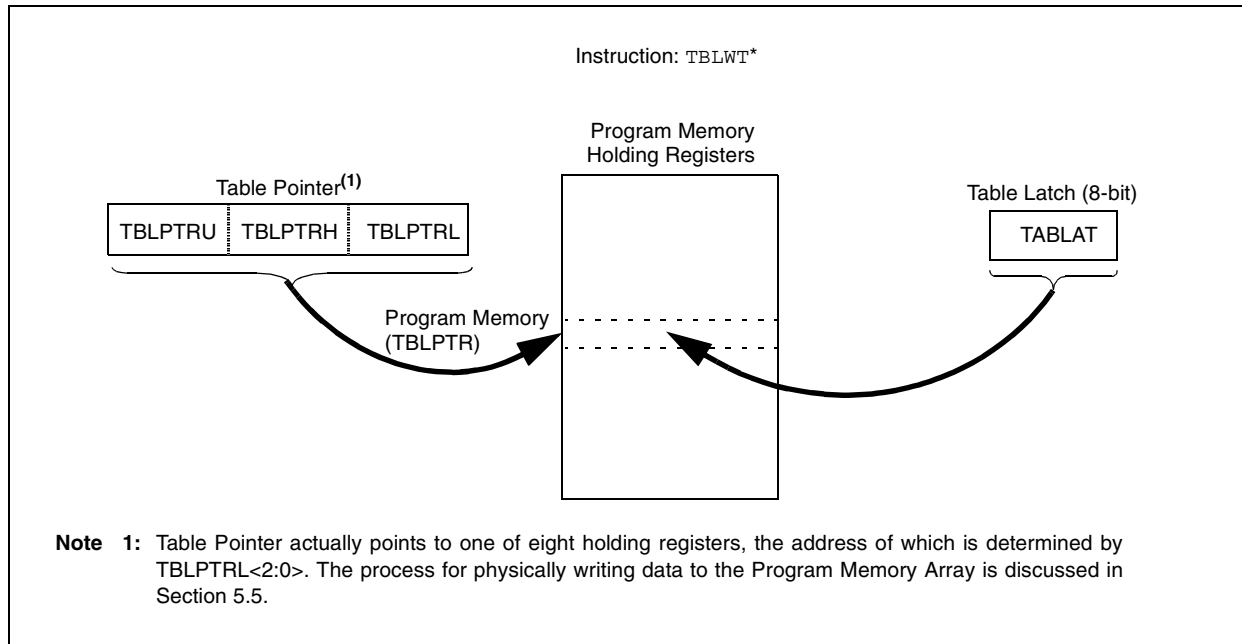 Instruction: TBLWT*
Program Memory
Holding Registers
Table Pointer(1)
Table Latch (8-bit)
TBLPTRU TBLPTRH TBLPTRL
TABLAT
Program Memory
(TBLPTR)
Note 1: Table Pointer actually points to one of eight holding registers, the address of which is determined by
TBLPTRL<2:0>. The process for physically writing data to the Program Memory Array is discussed in
Section 5.5.